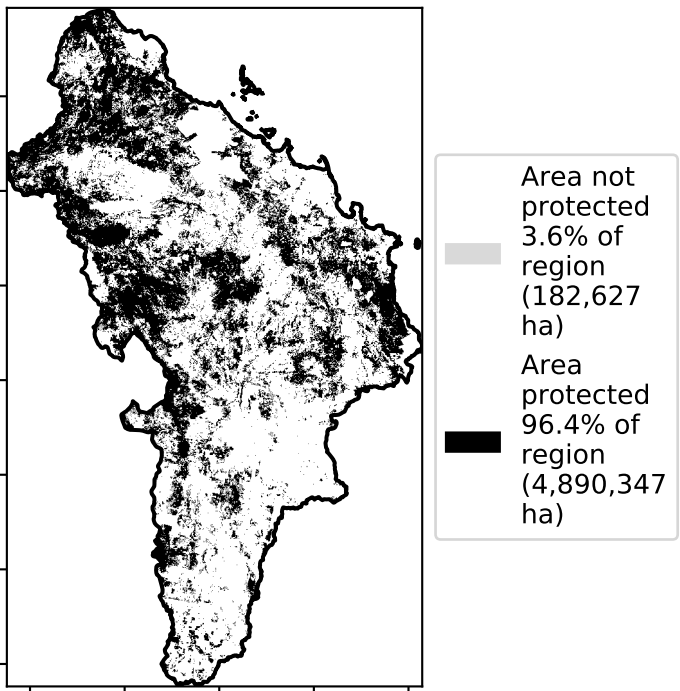 Area not
protected
3.6% of
region
(182,627
ha)
Area
protected
96.4% of
region
(4,890,347
ha)